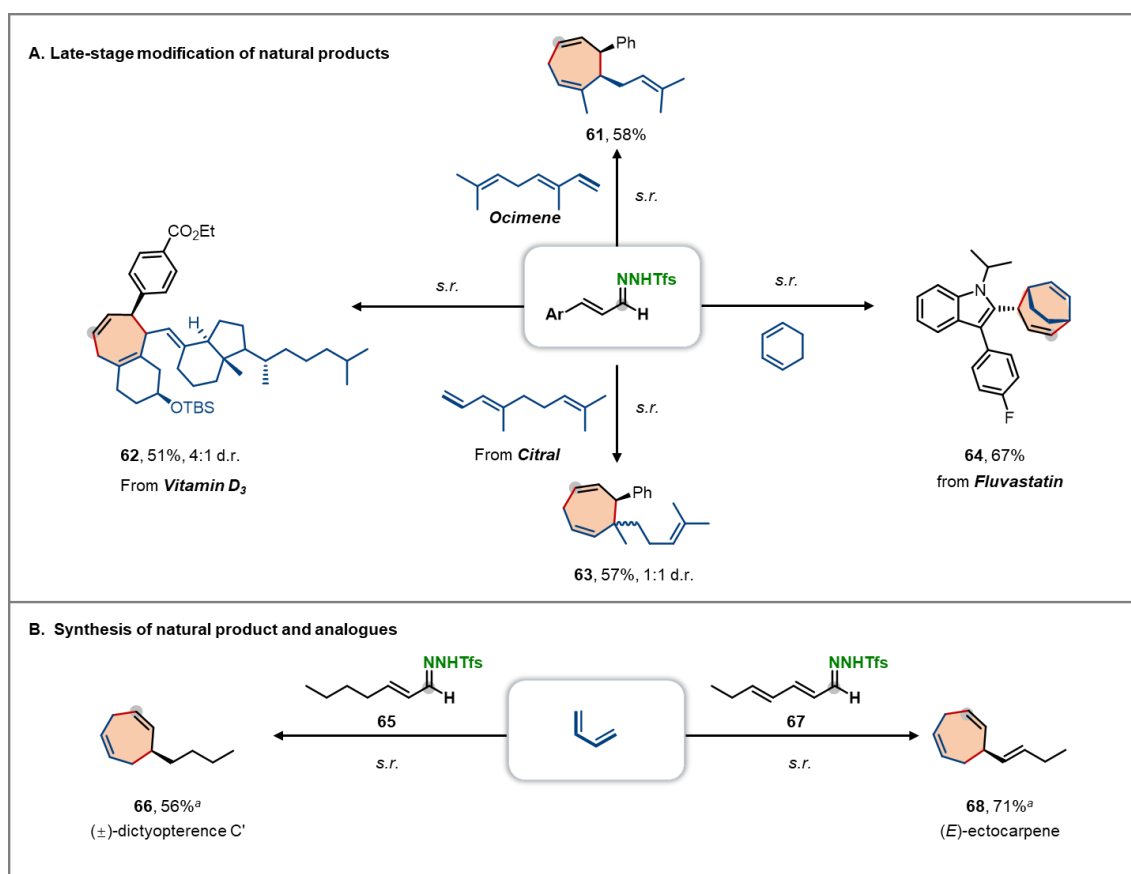 A. Late-stage modification of natural products
Ph
61, 58%
s.r.
Ocimene
CO2Et
NNHTfs
Ar
H
s.r.
s.r.
H
N
F
OTBS
62, 51%, 4:1 d.r.
From Vitamin D3
From Citral
s.r.
64, 67%
from Fluvastatin
Ph
63, 57%, 1:1 d.r.
B. Synthesis of natural product and analogues
NNHTfs
H
65
s.r.
NNHTfs
H
67
s.r.
66, 56%a
(±)-dictyopterence C'
68, 71%a
(E)-ectocarpene